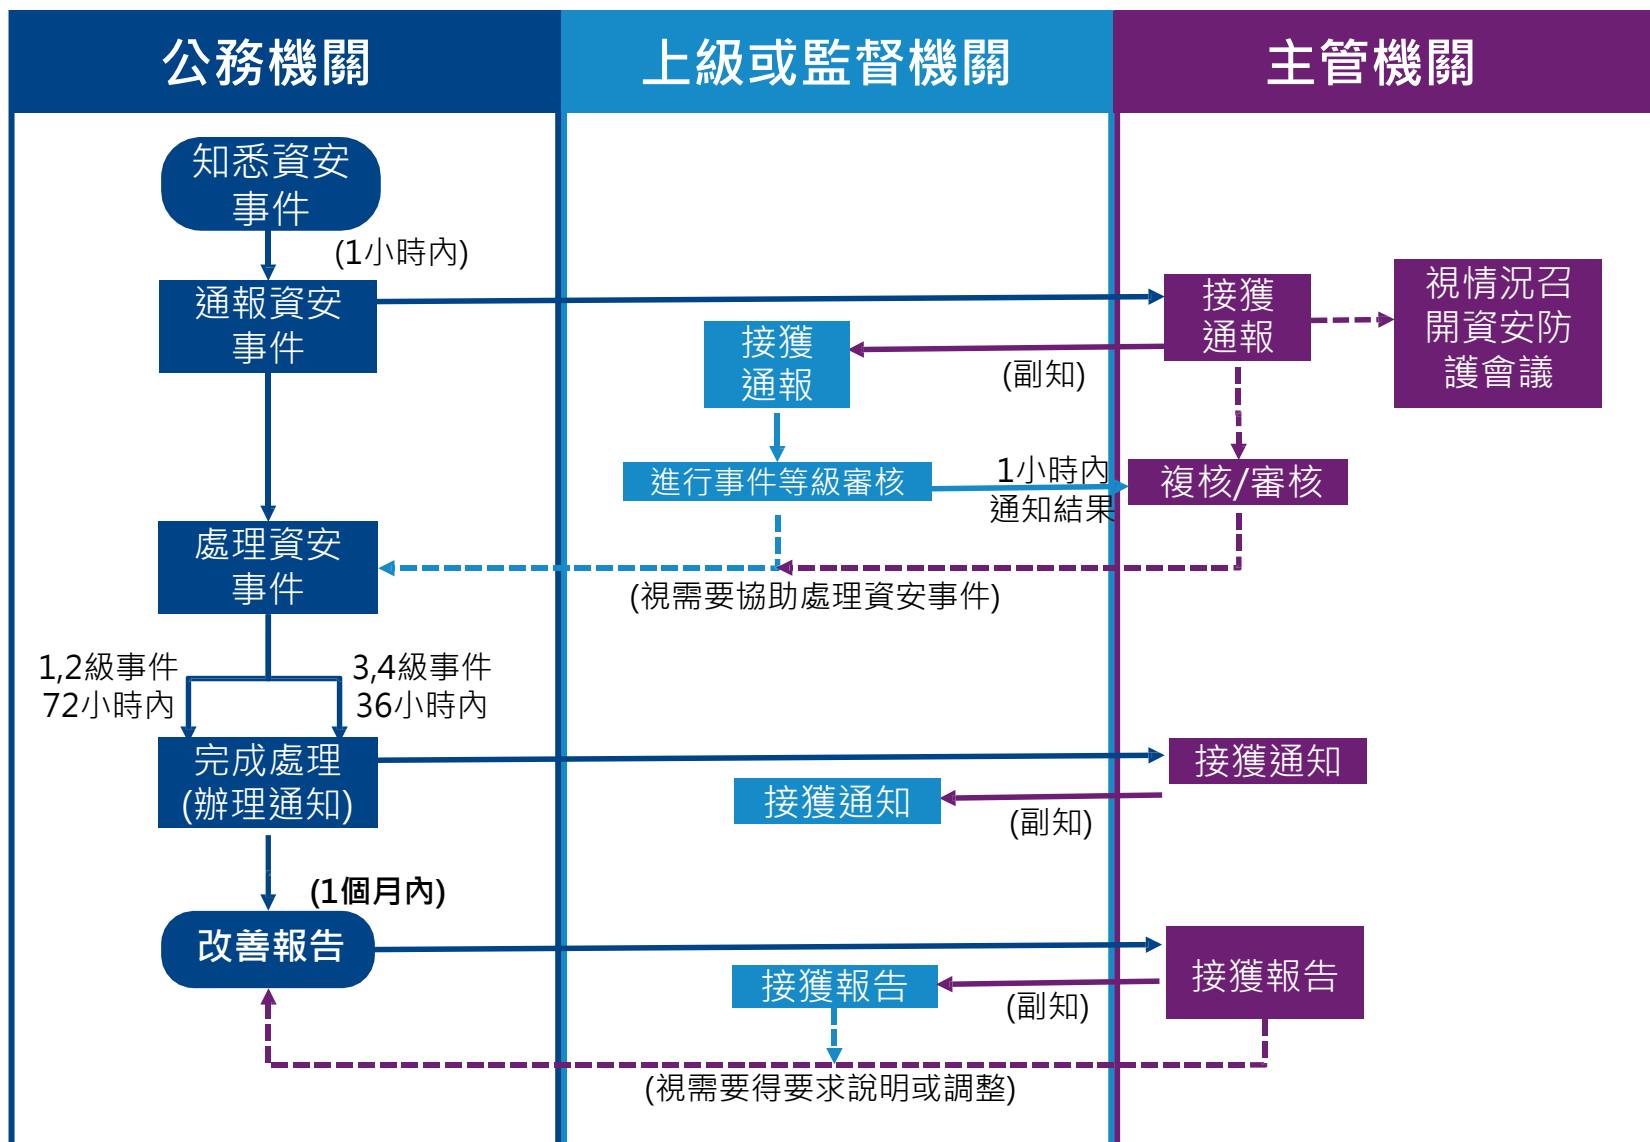 公務機關
上級或監督機關
主管機關
知悉資安
事件
(1小時內)
通報資安
事件
接獲
通報
視情況召
開資安防
護會議
接獲
通報
(副知)
進行事件等級審核
1小時內
通知結果
複核/審核
處理資安
事件
(視需要協助處理資安事件)
1,2級事件
72小時內
3,4級事件
36小時內
完成處理
(辦理通知)
接獲通知
接獲通知
(副知)
(1個月內)
改善報告
接獲報告
接獲報告
(副知)
(視需要得要求說明或調整)